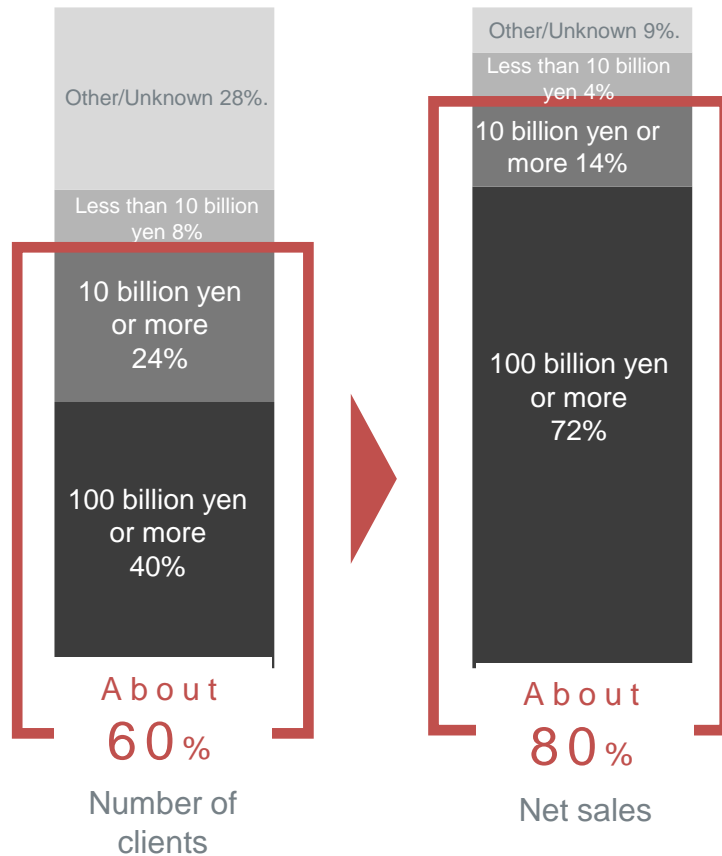 Other/Unknown 28%.
Less than 10 billion
yen 8%
10 billion yen
or more
24%
100 billion yen
or more
40%
About
60%
Number of
clients
Other/Unknown 9%.
Less than 10 billion
yen 4%
10 billion yen or
more 14%
100 billion yen
or more
72%
About
80%
Net sales